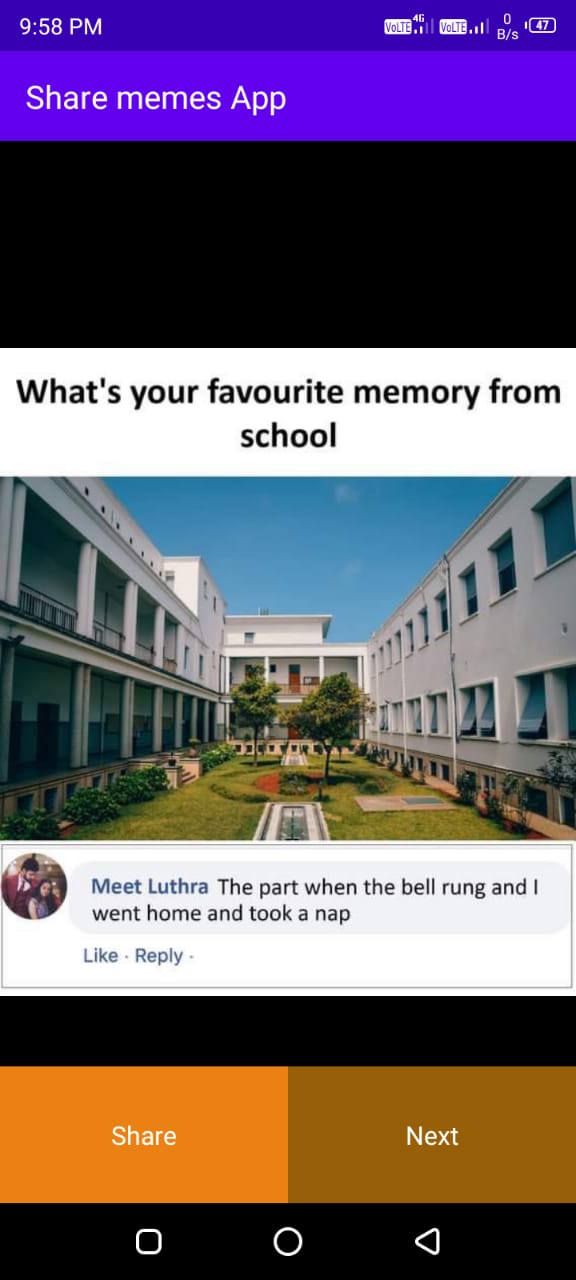 9:58 PM
VoLTE 4G VoLTE 0 B/s 47
Share memes App
What's your favourite memory from
school
Meet Luthra The part when the bell rung and I
went home and took a nap
Like · Reply ·
Share
Next